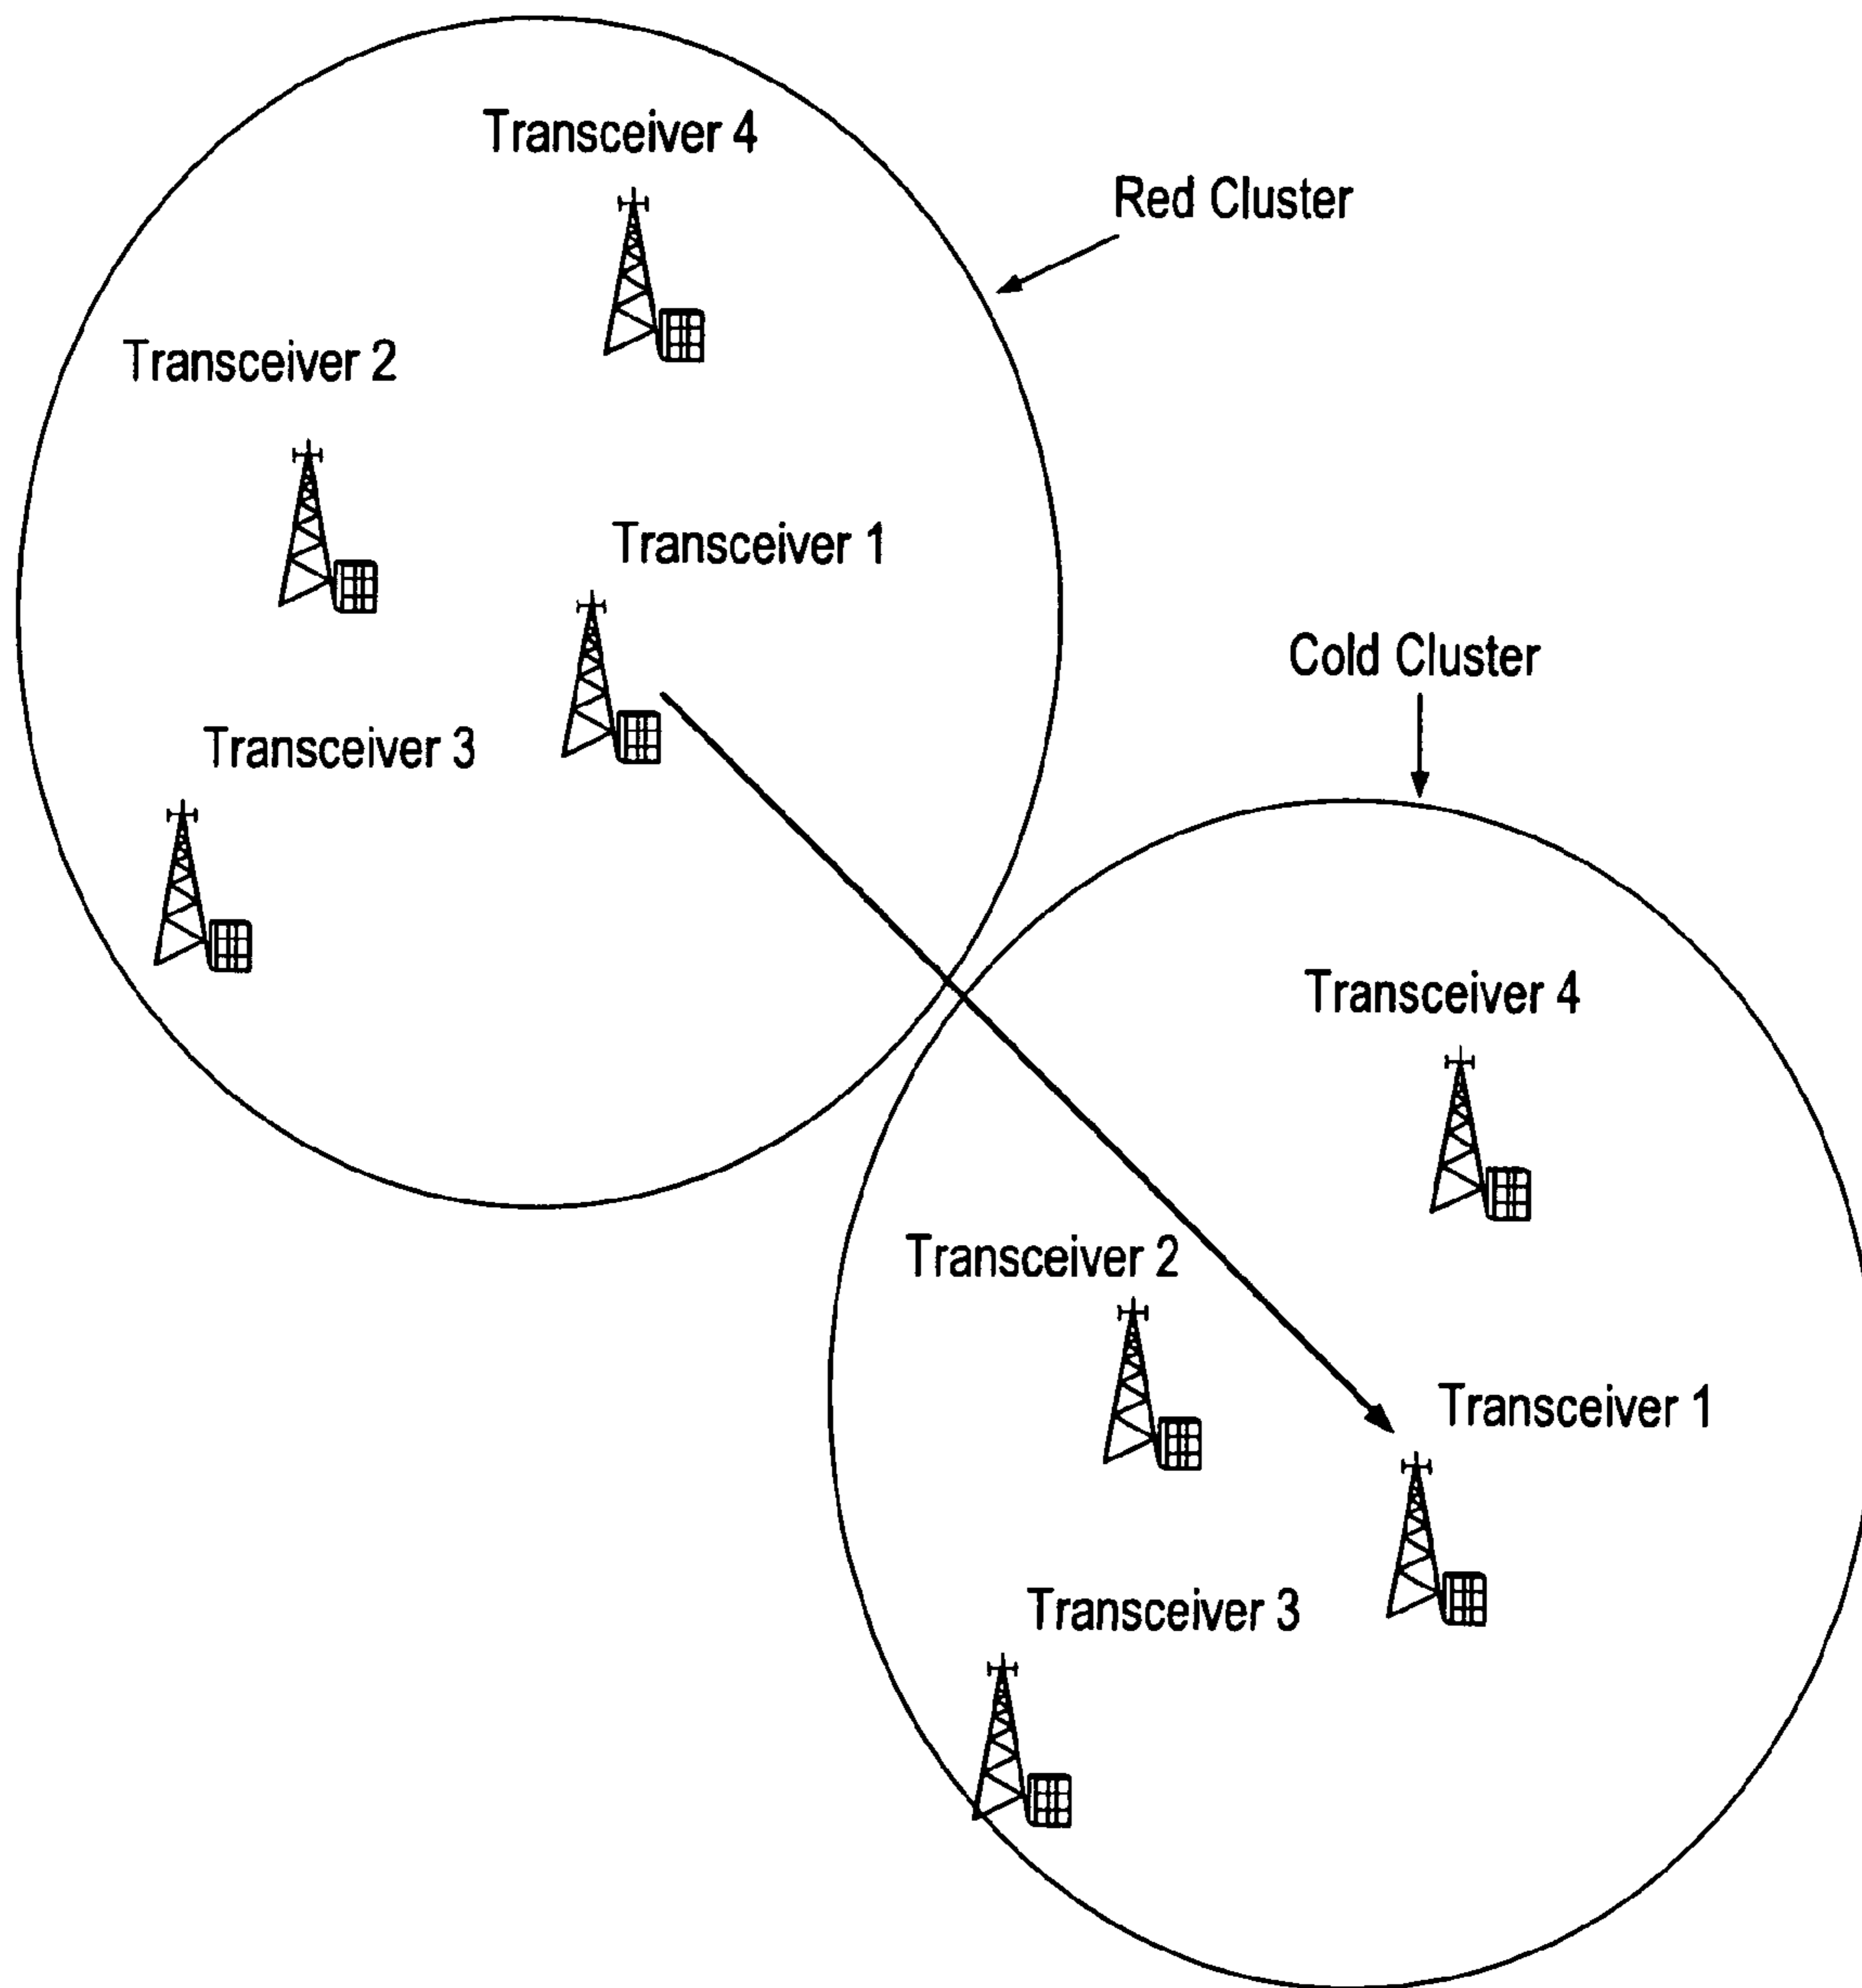 Transceiver 4
Red Cluster
Transceiver 2
Transceiver 1
Cold Cluster
Transceiver 3
Transceiver 4
Transceiver 2
Transceiver 1
Transceiver 3